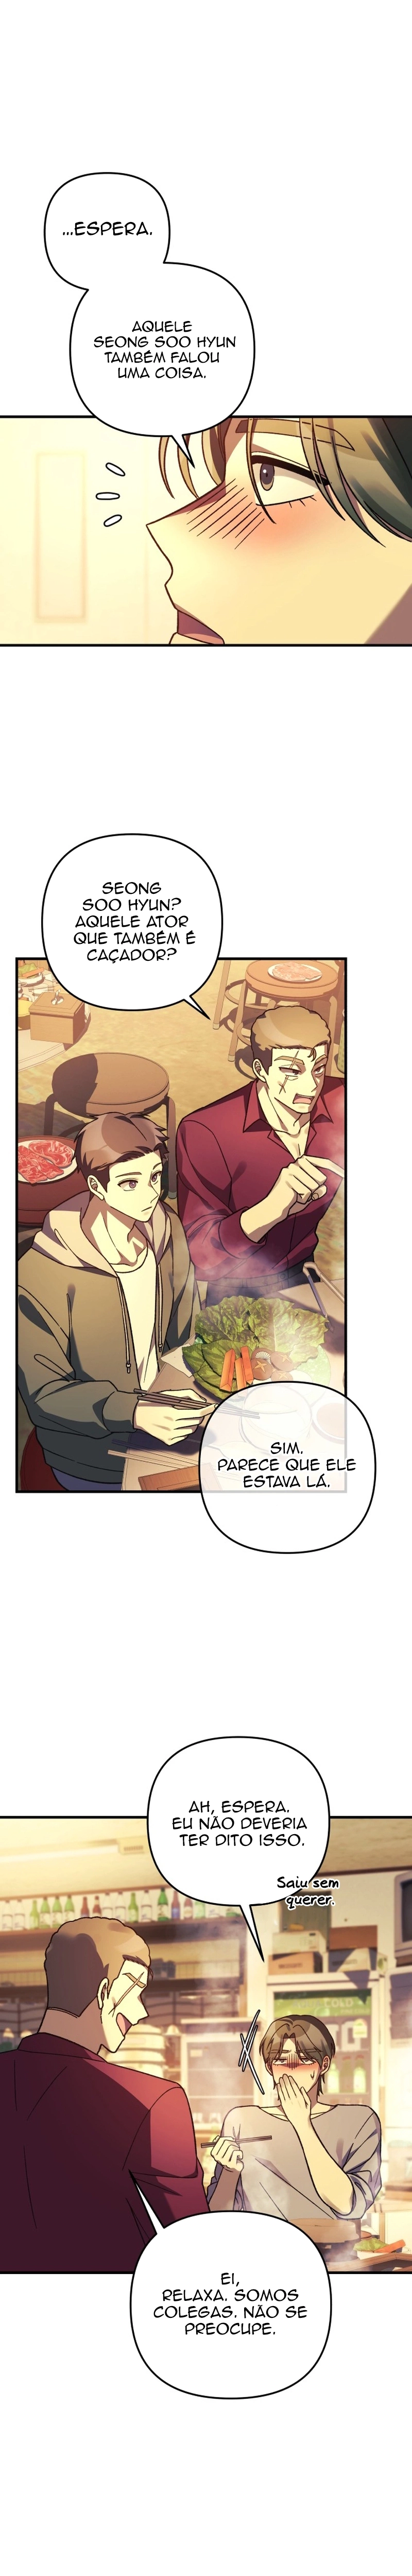 ...ESPERA.
AQUELE
SEONG SOO HYUN
TAMBÉM FALOU
UMA COISA.
SEONG
SOO HYUN?
AQUELE ATOR
QUE TAMBÉM É
CAÇADOR?
SIM.
PARECE QUE ELE
ESTAVA LÁ.
AH, ESPERA.
EU NÃO DEVERIA
TER DITO ISSO.
Saiu sem
querer.
COLD
EI,
RELAXA. SOMOS
COLEGAS. NÃO SE
PREOCUPE.